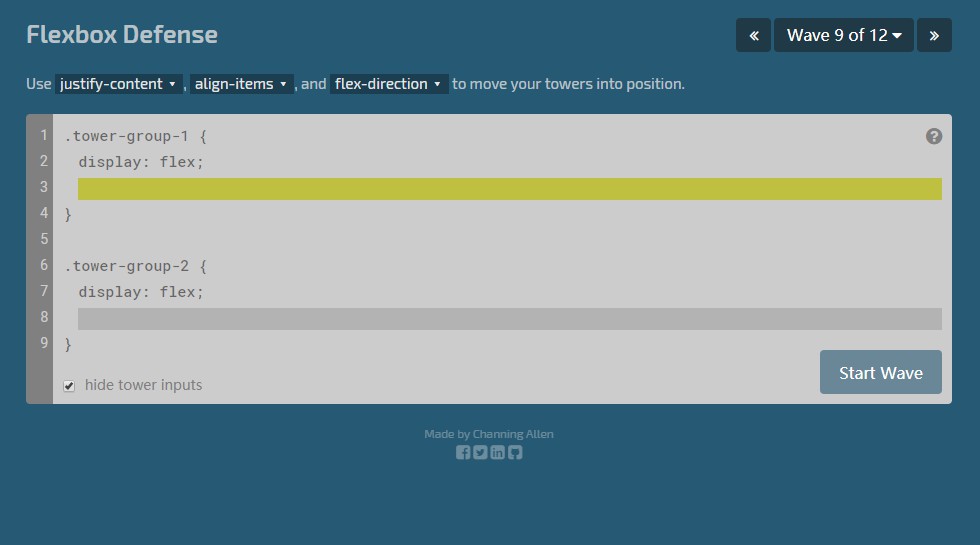 Flexbox Defense
« Wave 9 of 12 »
Use justify-content , align-items , and flex-direction to move your towers into position.
1 .tower-group-1 {
2 display: flex;
3
4 }
5
6 .tower-group-2 {
7 display: flex;
8
9 }
hide tower inputs
Start Wave
Made by Channing Allen